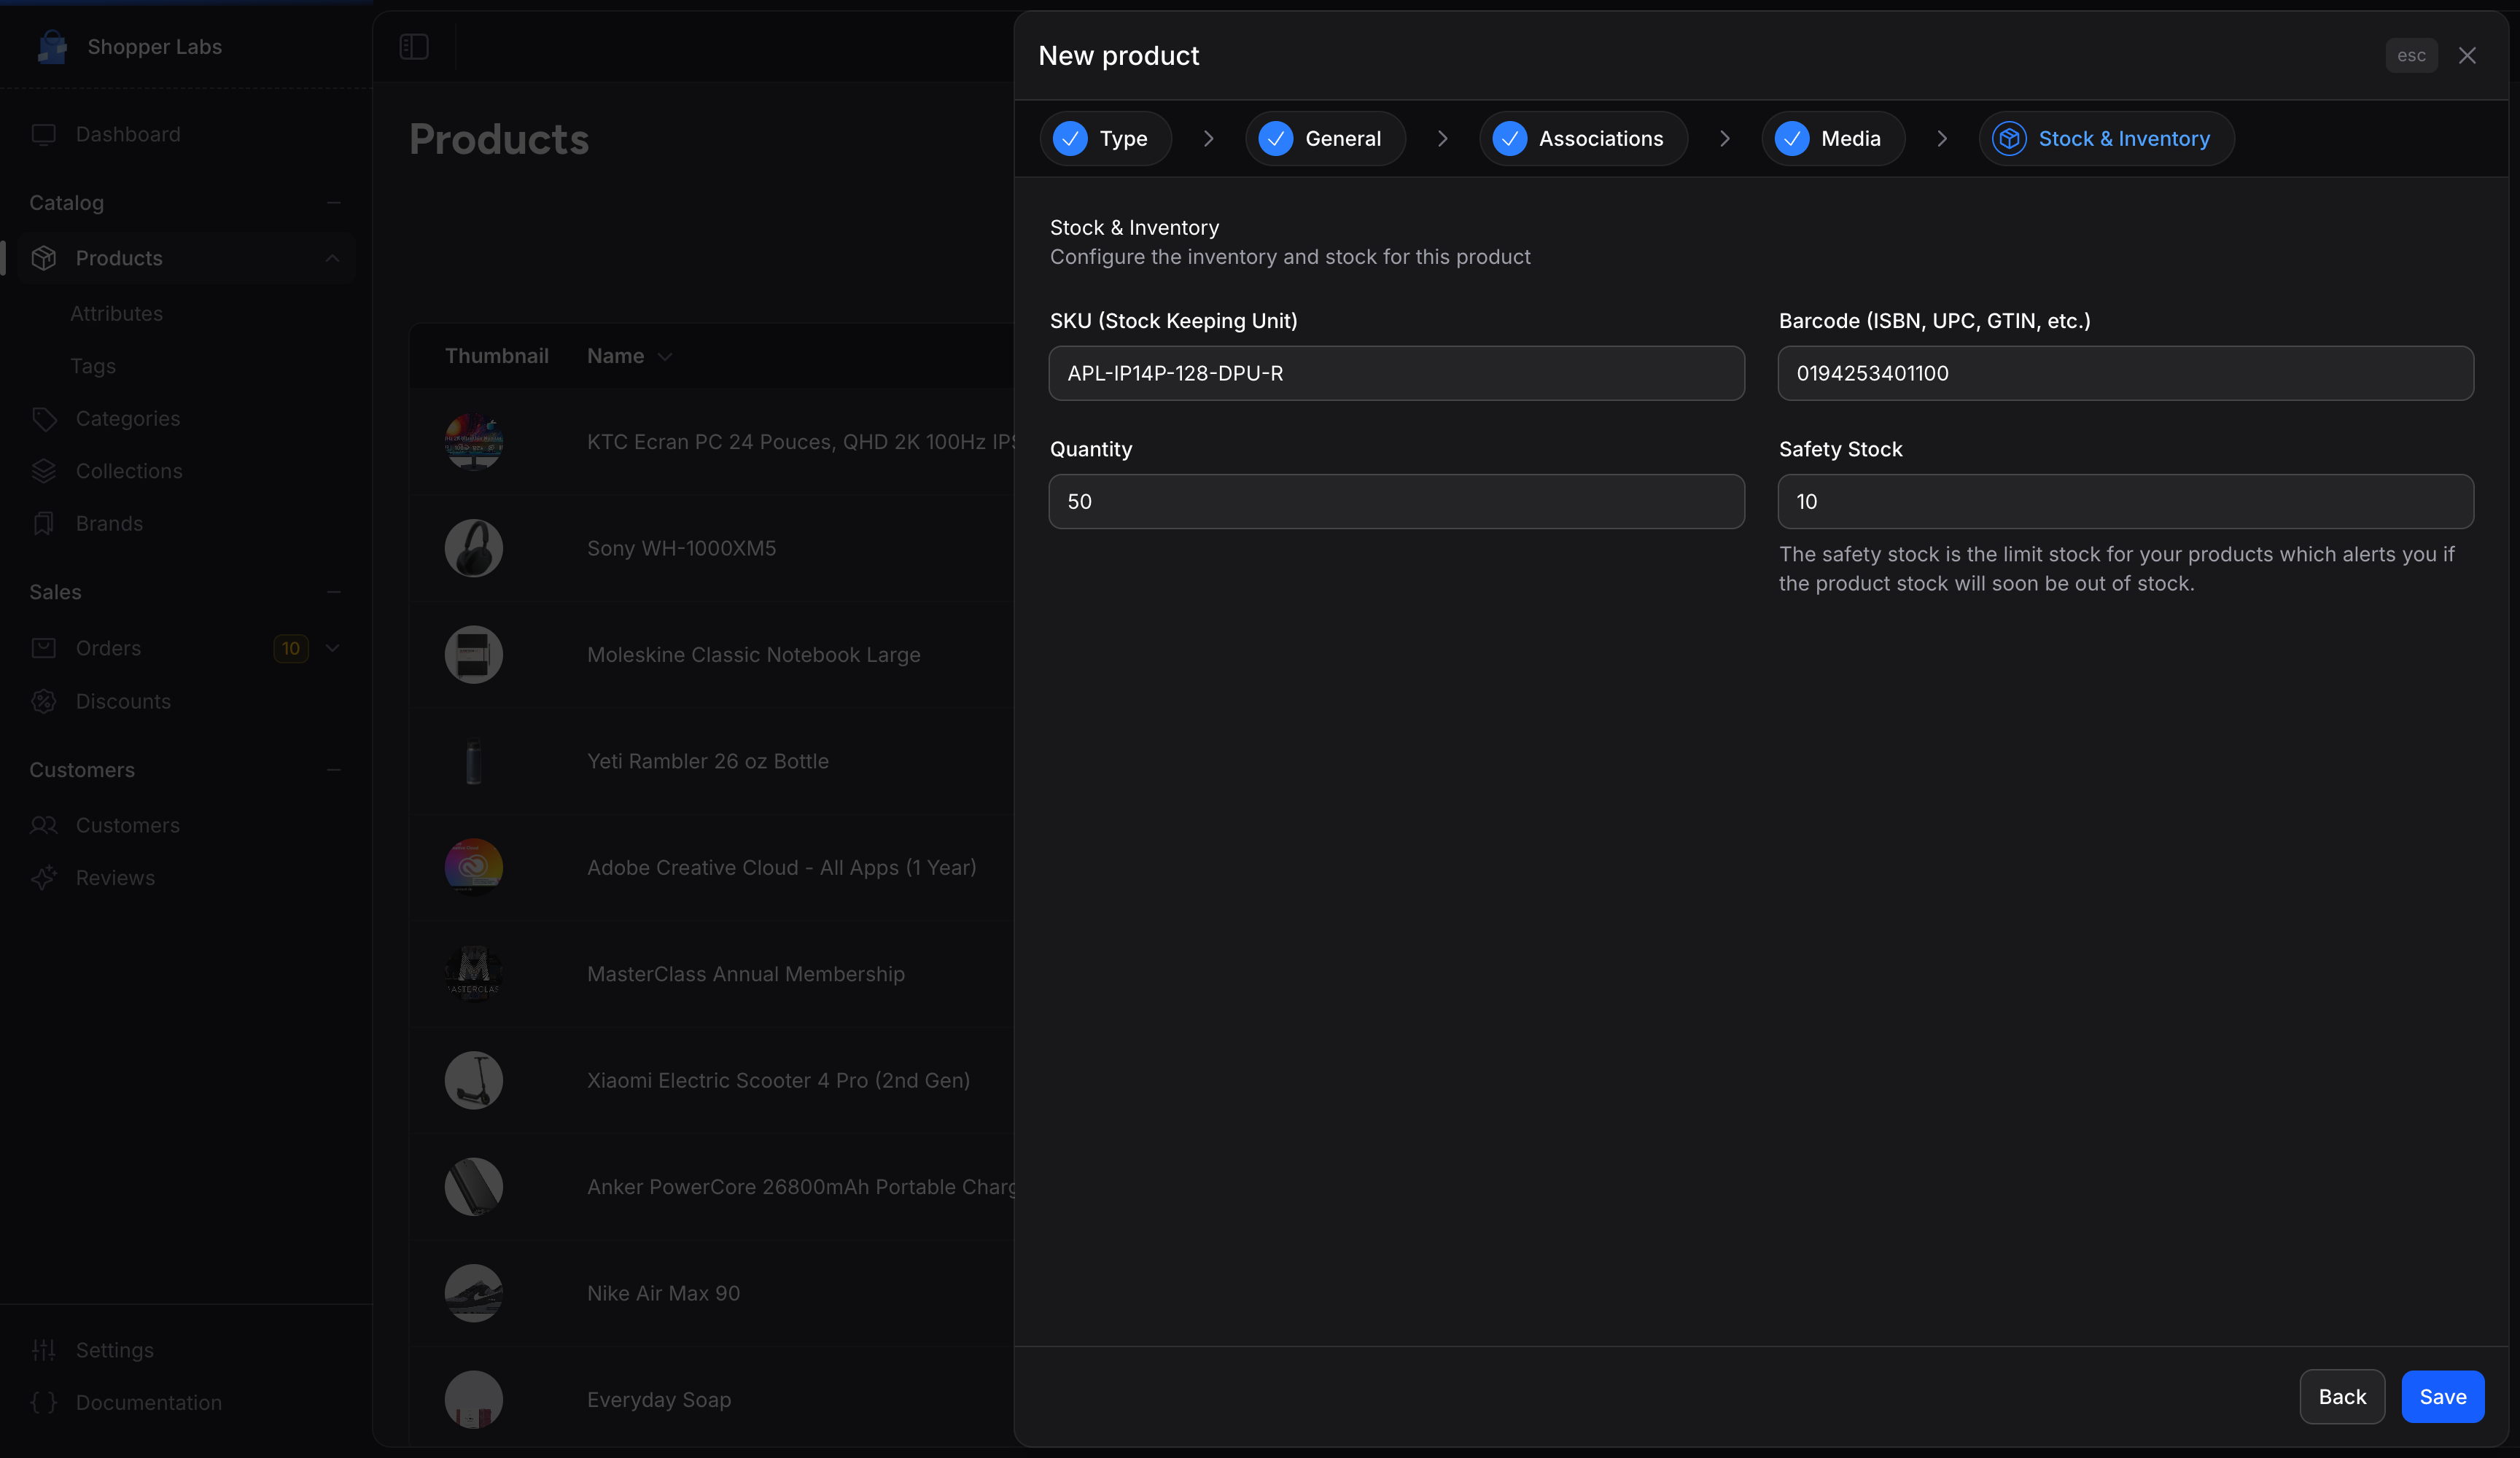 Shopper Labs
Dashboard
Catalog
Products
Attributes
Tags
Categories
Collections
Brands
Sales
Orders
10
Discounts
Customers
Customers
Reviews
Settings
Documentation
Products
Thumbnail
Name
KTC Ecran PC 24 Pouces, QHD 2K 100Hz IPS
Sony WH-1000XM5
Moleskine Classic Notebook Large
Yeti Rambler 26 oz Bottle
Adobe Creative Cloud - All Apps (1 Year)
MasterClass Annual Membership
Xiaomi Electric Scooter 4 Pro (2nd Gen)
Anker PowerCore 26800mAh Portable Charg
Nike Air Max 90
Everyday Soap
New product
esc
Type
General
Associations
Media
Stock & Inventory
Stock & Inventory
Configure the inventory and stock for this product
SKU (Stock Keeping Unit)
APL-IP14P-128-DPU-R
Barcode (ISBN, UPC, GTIN, etc.)
0194253401100
Quantity
50
Safety Stock
10
The safety stock is the limit stock for your products which alerts you if
the product stock will soon be out of stock.
Back
Save